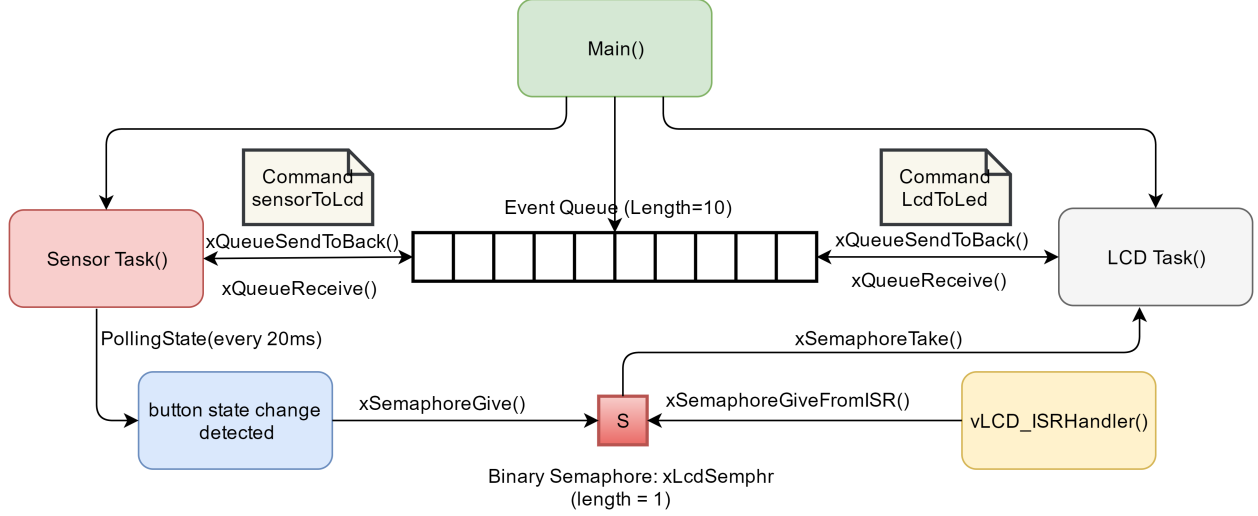 Main()
Command
sensorToLcd
Command
LcdToLed
Event Queue (Length=10)
xQueueSendToBack()
xQueueSendToBack()
Sensor Task()
LCD Task()
xQueueReceive()
xQueueReceive()
PollingState(every 20ms)
xSemaphoreTake()
button state change
detected
xSemaphoreGive()
S
xSemaphoreGiveFromISR()
vLCD_ISRHandler()
Binary Semaphore: xLcdSemphr
(length = 1)